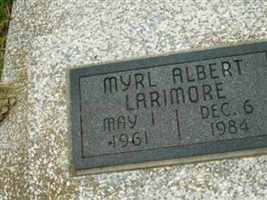 MYRL ALBERT
LARIMORE
MAY 1 DEC. 6
1961 1984